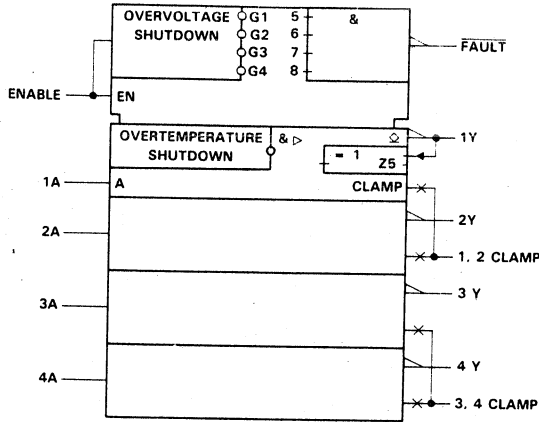 OVERVOLTAGE SHUTDOWN
G1 5 &
G2 6
G3 7
G4 8
FAULT
ENABLE EN
OVERTEMPERATURE SHUTDOWN
& ▷ ◇ 1Y
= 1
Z5
1A A CLAMP
2A 2Y
1, 2 CLAMP
3A 3 Y
4A 4 Y
3, 4 CLAMP